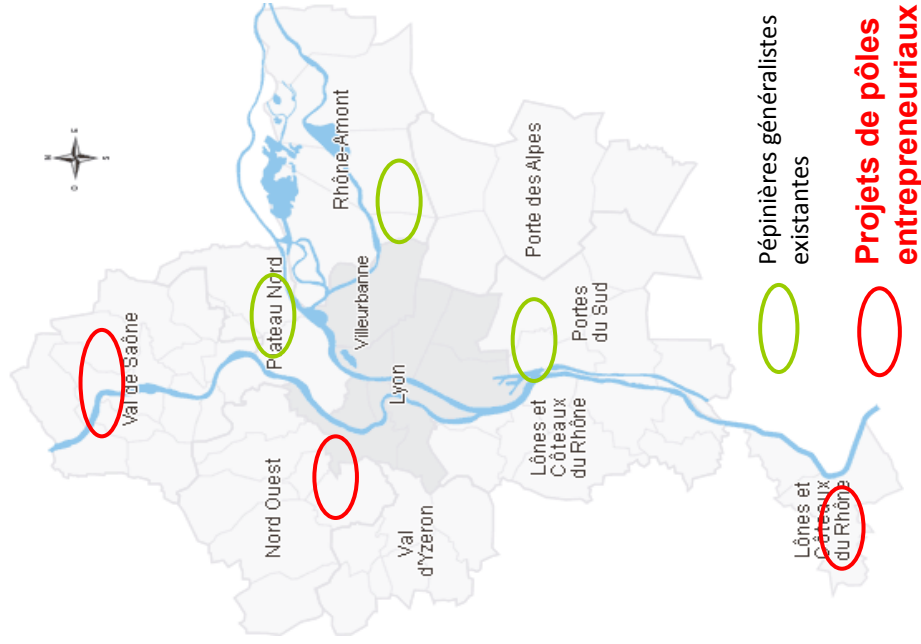 N
O
E
S
Val de Saône
Plateau Nord
Rhône-Amont
Nord Ouest
Villeurbanne
Lyon
Val
d'Yzeron
Porte des Alpes
Lônes et
Côteaux
du Rhône
Portes
du Sud
Lônes et
Côteaux
du Rhône
Pépinières généralistes
existantes
Projets de pôles
entrepreneuriaux